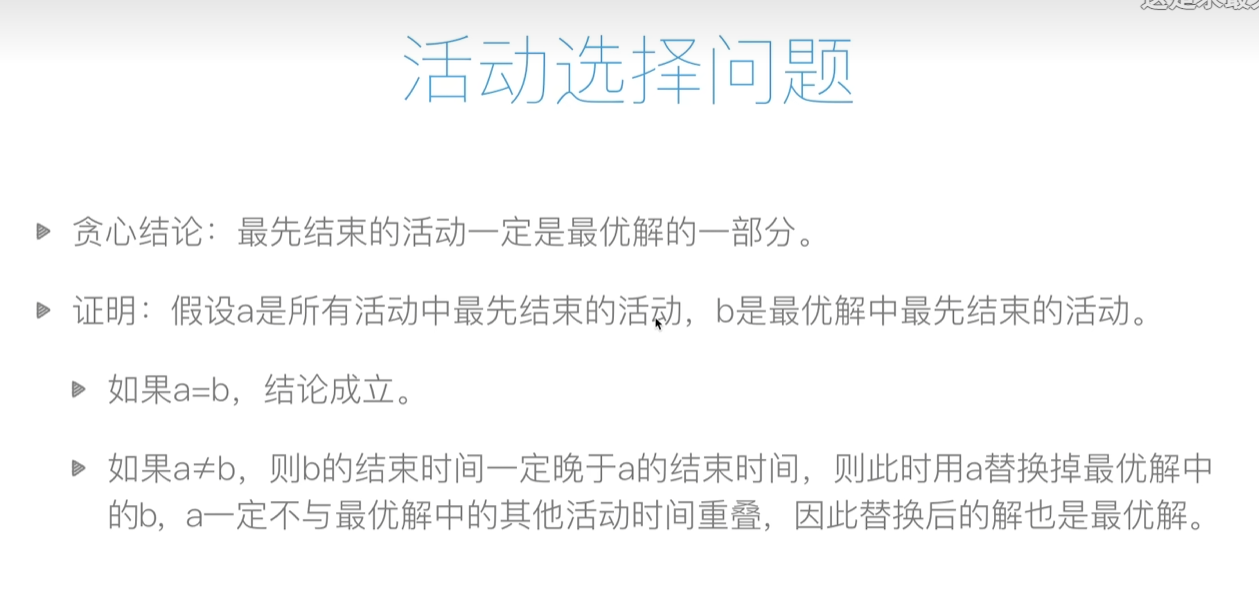 活动选择问题
贪心结论：最先结束的活动一定是最优解的一部分。
证明：假设a是所有活动中最先结束的活动，b是最优解中最先结束的活动。
如果a=b，结论成立。
如果a≠b，则b的结束时间一定晚于a的结束时间，则此时用a替换掉最优解中
的b，a一定不与最优解中的其他活动时间重叠，因此替换后的解也是最优解。